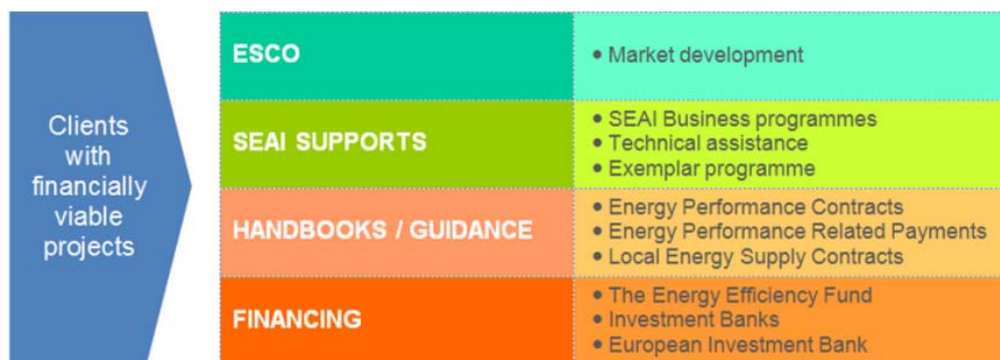 Clients
with
financially
viable
projects
ESCO
• Market development
SEAI SUPPORTS
• SEAI Business programmes
• Technical assistance
• Exemplar programme
HANDBOOKS / GUIDANCE
• Energy Performance Contracts
• Energy Performance Related Payments
• Local Energy Supply Contracts
FINANCING
• The Energy Efficiency Fund
• Investment Banks
• European Investment Bank